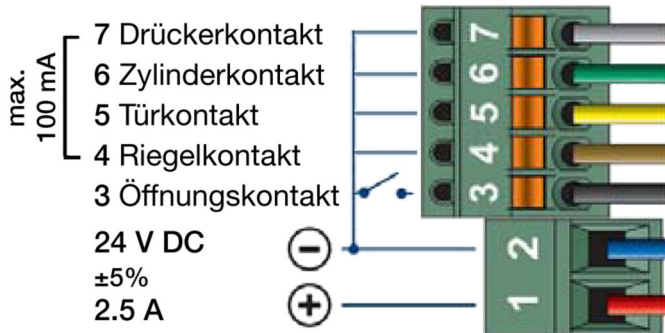 max.
100 mA
7 Drückerkontakt
6 Zylinderkontakt
5 Türkontakt
4 Riegelkontakt
3 Öffnungskontakt
24 V DC
±5%
2.5 A
−
+
7
6
5
4
3
2
1